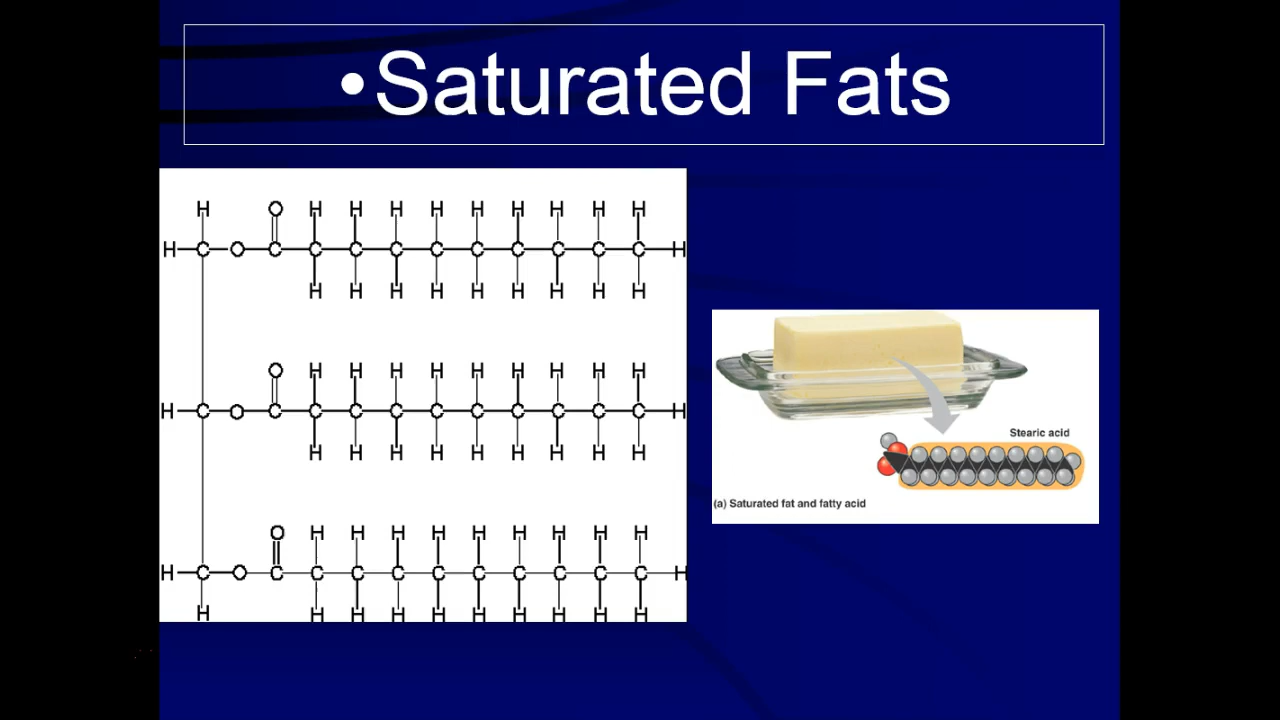 •Saturated Fats
H O H H H H H H H H H
H C O C C C C C C C C C C H
H H H H H H H H H
O H H H H H H H H H
H C O C C C C C C C C C C H
H H H H H H H H H
O H H H H H H H H H
H C O C C C C C C C C C C H
H H H H H H H H H H
Stearic acid
(a) Saturated fat and fatty acid